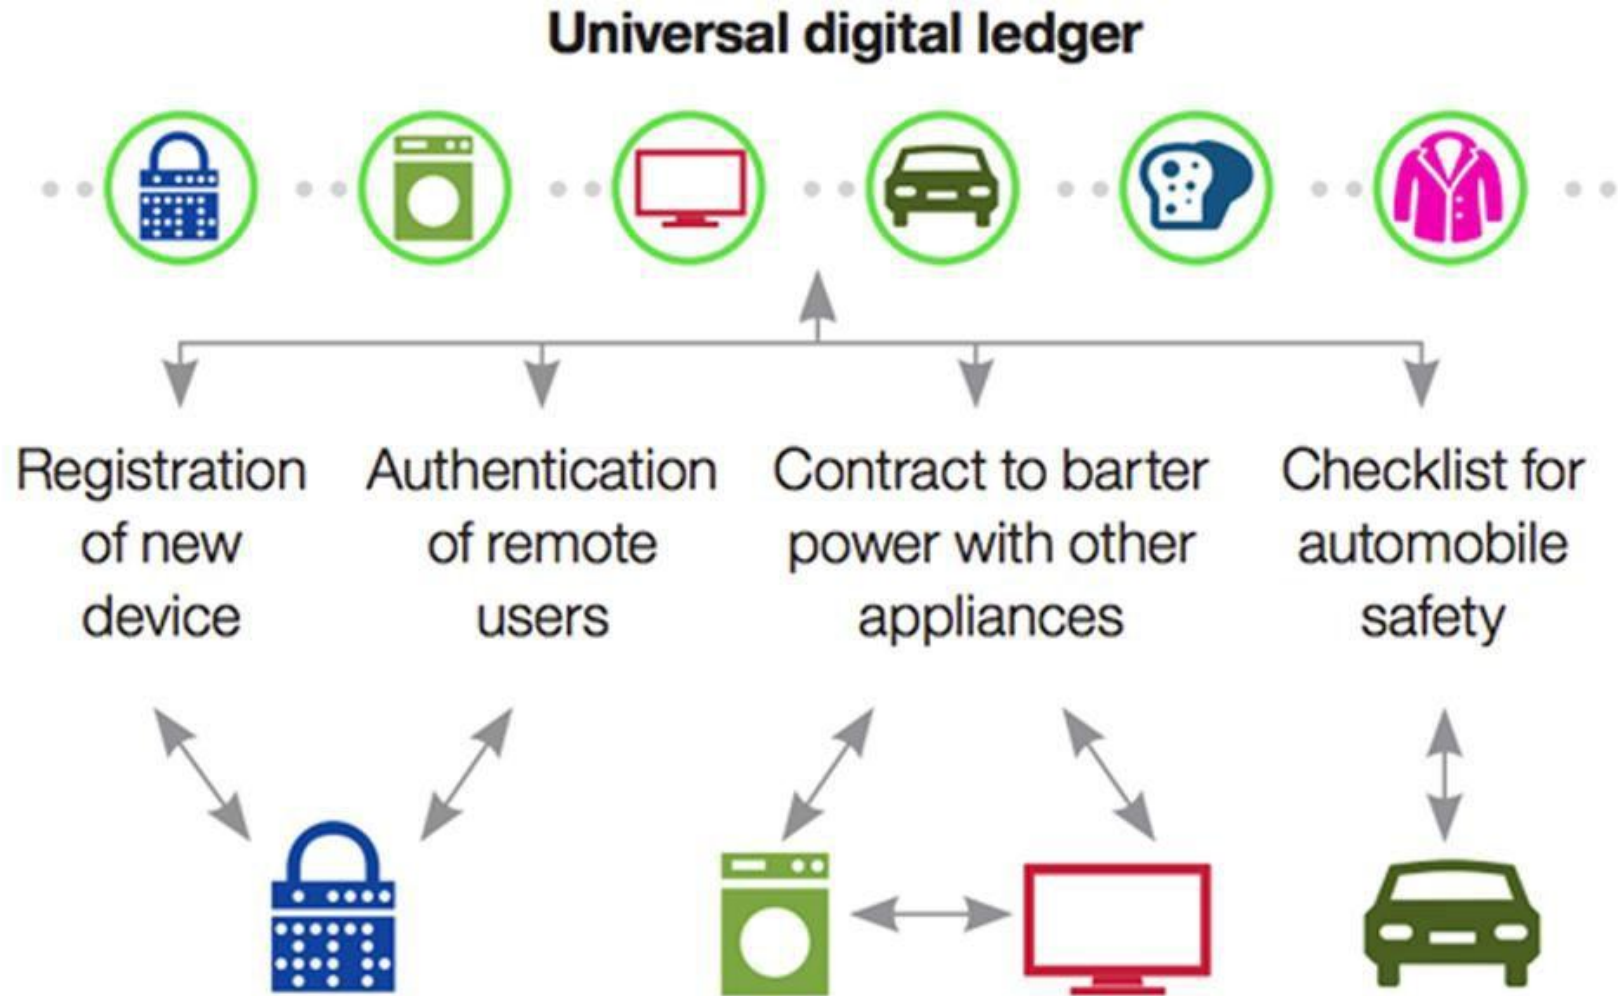 Universal digital ledger
Registration
of new
device
Authentication
of remote
users
Contract to barter
power with other
appliances
Checklist for
automobile
safety